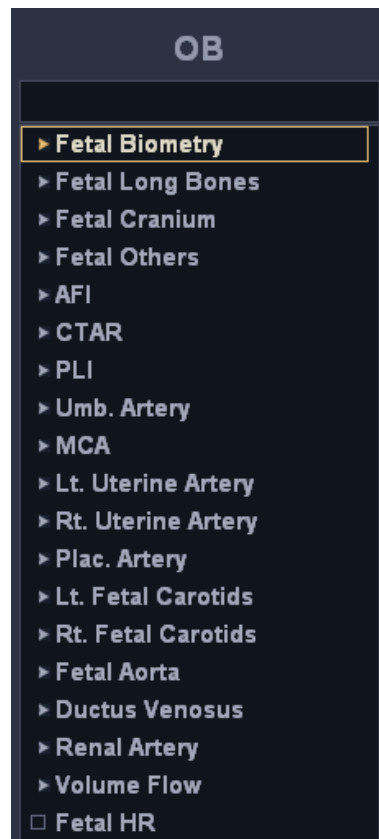 OB
Fetal Biometry
Fetal Long Bones
Fetal Cranium
Fetal Others
AFI
CTAR
PLI
Umb. Artery
MCA
Lt. Uterine Artery
Rt. Uterine Artery
Plac. Artery
Lt. Fetal Carotids
Rt. Fetal Carotids
Fetal Aorta
Ductus Venosus
Renal Artery
Volume Flow
Fetal HR